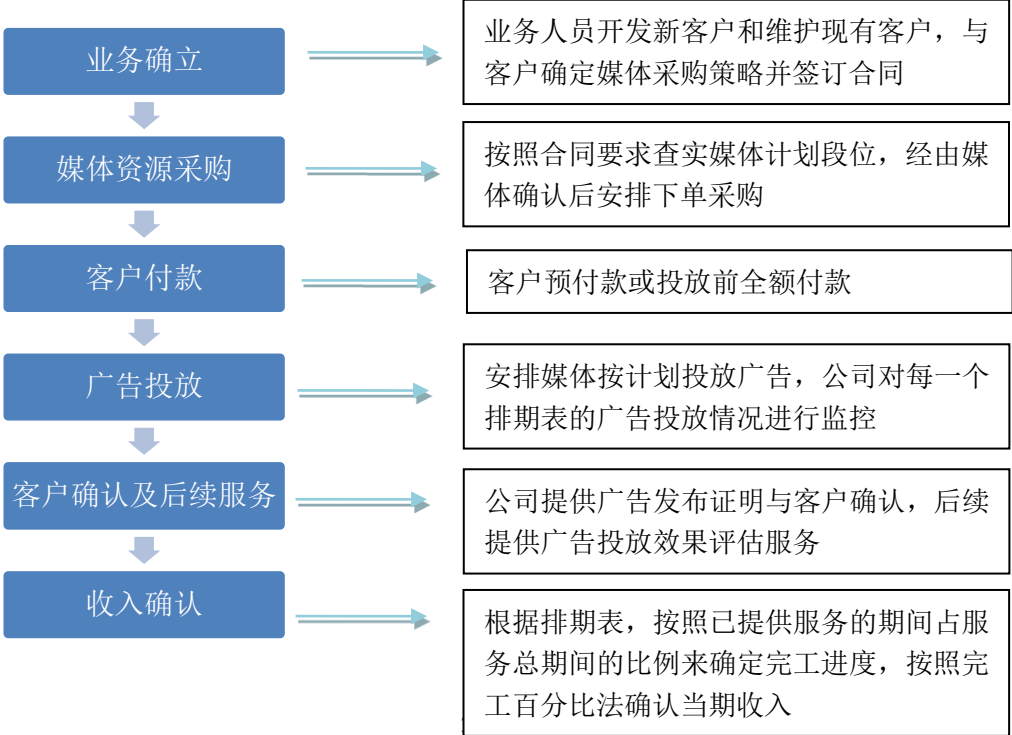 业务确立
业务人员开发新客户和维护现有客户，与
客户确定媒体采购策略并签订合同
媒体资源采购
按照合同要求查实媒体计划段位，经由媒
体确认后安排下单采购
客户付款
客户预付款或投放前全额付款
广告投放
安排媒体按计划投放广告，公司对每一个
排期表的广告投放情况进行监控
客户确认及后续服务
公司提供广告发布证明与客户确认，后续
提供广告投放效果评估服务
收入确认
根据排期表，按照已提供服务的期间占服
务总期间的比例来确定完工进度，按照完
工百分比法确认当期收入